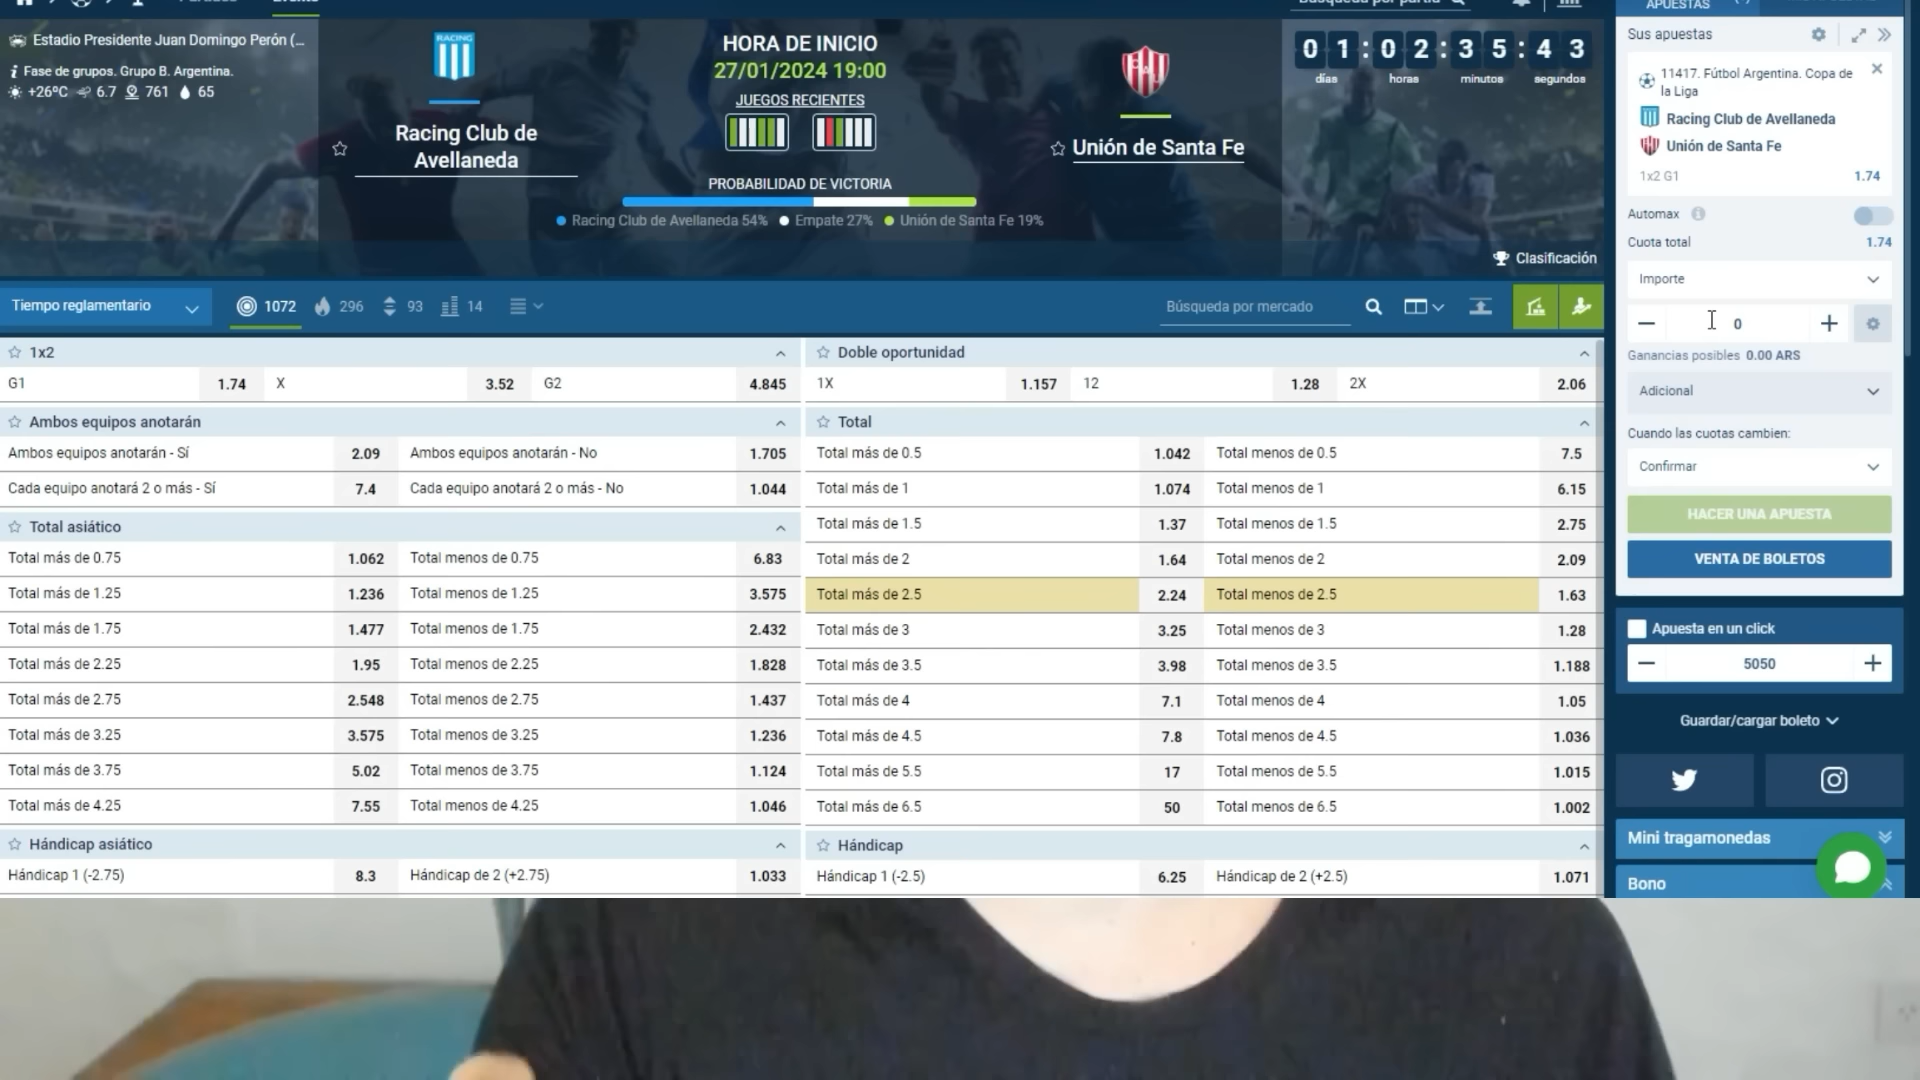 Estadio Presidente Juan Domingo Perón (...
Fase de grupos. Grupo B. Argentina.
+26ºC 6.7 761 65
RACING
Racing Club de
Avellaneda
HORA DE INICIO
27/01/2024 19:00
JUEGOS RECIENTES
PROBABILIDAD DE VICTORIA
Racing Club de Avellaneda 54% Empate 27% Unión de Santa Fe 19%
Unión de Santa Fe
01:02:35:43
días horas minutos segundos
Clasificación
Tiempo reglamentario 1072 296 93 14
Búsqueda por mercado
1x2
G1 1.74 X 3.52 G2 4.845
Ambos equipos anotarán
Ambos equipos anotarán - Sí 2.09 Ambos equipos anotarán - No 1.705
Cada equipo anotará 2 o más - Sí 7.4 Cada equipo anotará 2 o más - No 1.044
Total asiático
Total más de 0.75 1.062 Total menos de 0.75 6.83
Total más de 1.25 1.236 Total menos de 1.25 3.575
Total más de 1.75 1.477 Total menos de 1.75 2.432
Total más de 2.25 1.95 Total menos de 2.25 1.828
Total más de 2.75 2.548 Total menos de 2.75 1.437
Total más de 3.25 3.575 Total menos de 3.25 1.236
Total más de 3.75 5.02 Total menos de 3.75 1.124
Total más de 4.25 7.55 Total menos de 4.25 1.046
Hándicap asiático
Hándicap 1 (-2.75) 8.3 Hándicap de 2 (+2.75) 1.033
Doble oportunidad
1X 1.157 12 1.28 2X 2.06
Total
Total más de 0.5 1.042 Total menos de 0.5 7.5
Total más de 1 1.074 Total menos de 1 6.15
Total más de 1.5 1.37 Total menos de 1.5 2.75
Total más de 2 1.64 Total menos de 2 2.09
Total más de 2.5 2.24 Total menos de 2.5 1.63
Total más de 3 3.25 Total menos de 3 1.28
Total más de 3.5 3.98 Total menos de 3.5 1.188
Total más de 4 7.1 Total menos de 4 1.05
Total más de 4.5 7.8 Total menos de 4.5 1.036
Total más de 5.5 17 Total menos de 5.5 1.015
Total más de 6.5 50 Total menos de 6.5 1.002
Hándicap
Hándicap 1 (-2.5) 6.25 Hándicap de 2 (+2.5) 1.071
APUESTAS
Sus apuestas
11417. Fútbol Argentina. Copa de
la Liga
Racing Club de Avellaneda
Unión de Santa Fe
1x2 G1 1.74
Automax
Cuota total 1.74
Importe
0
Ganancias posibles 0.00 ARS
Adicional
Cuando las cuotas cambien:
Confirmar
HACER UNA APUESTA
VENTA DE BOLETOS
Apuesta en un click
5050
Guardar/cargar boleto
Mini tragamonedas
Bono